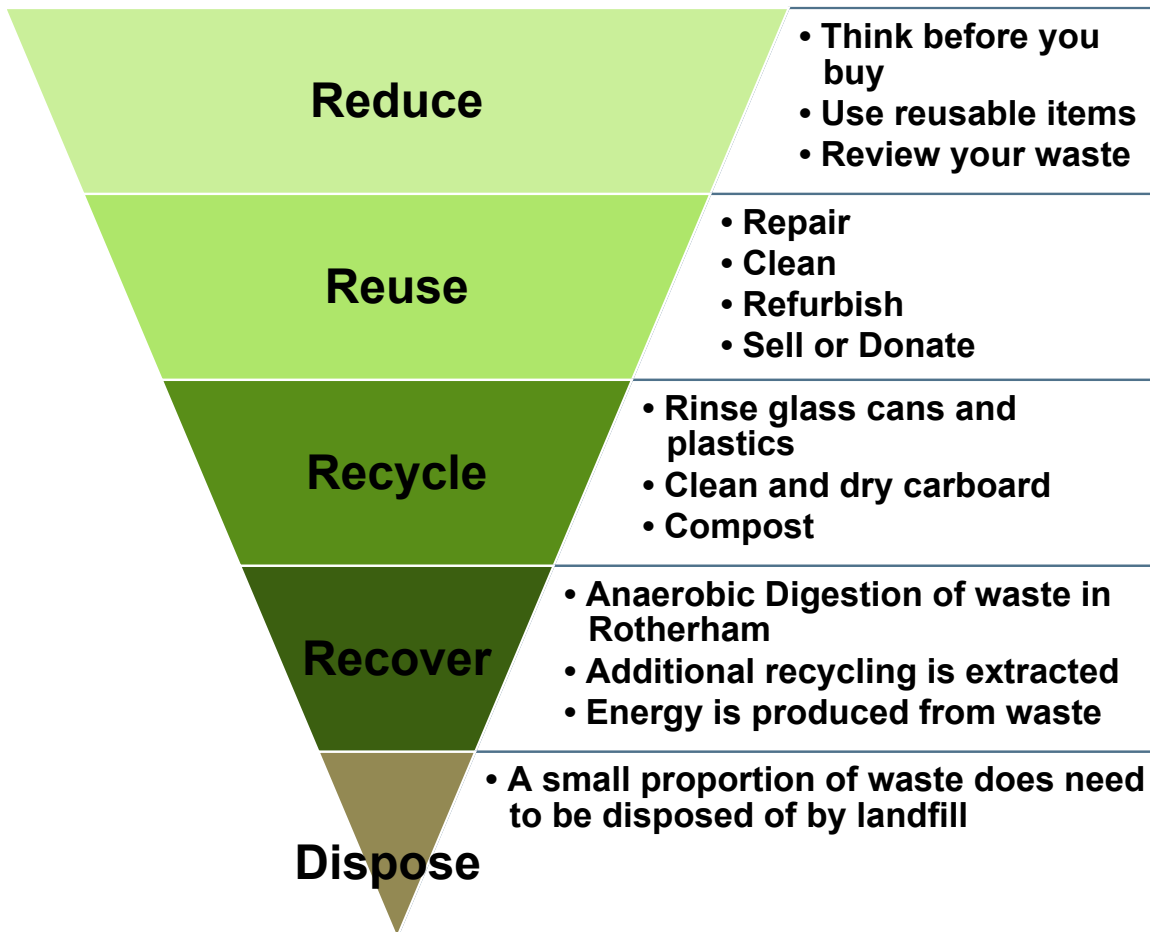 Reduce
• Think before you
buy
• Use reusable items
• Review your waste
Reuse
• Repair
• Clean
• Refurbish
• Sell or Donate
Recycle
• Rinse glass cans and
plastics
• Clean and dry carboard
• Compost
Recover
• Anaerobic Digestion of waste in
Rotherham
• Additional recycling is extracted
• Energy is produced from waste
Dispose
• A small proportion of waste does need
to be disposed of by landfill